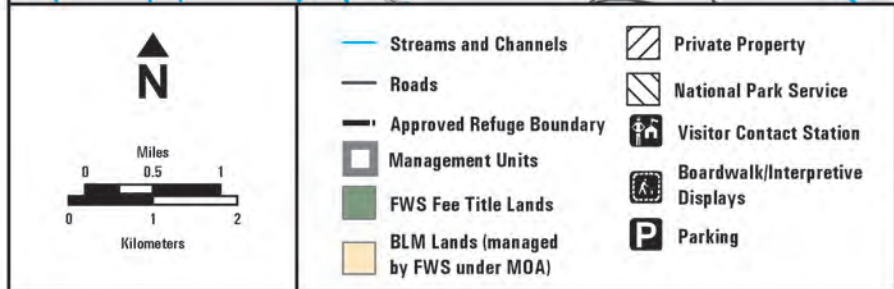 N
Miles
0 0.5 1
0 1 2
Kilometers
Streams and Channels
Roads
Approved Refuge Boundary
Management Units
FWS Fee Title Lands
BLM Lands (managed
by FWS under MOA)
Private Property
National Park Service
Visitor Contact Station
Boardwalk/Interpretive
Displays
P Parking